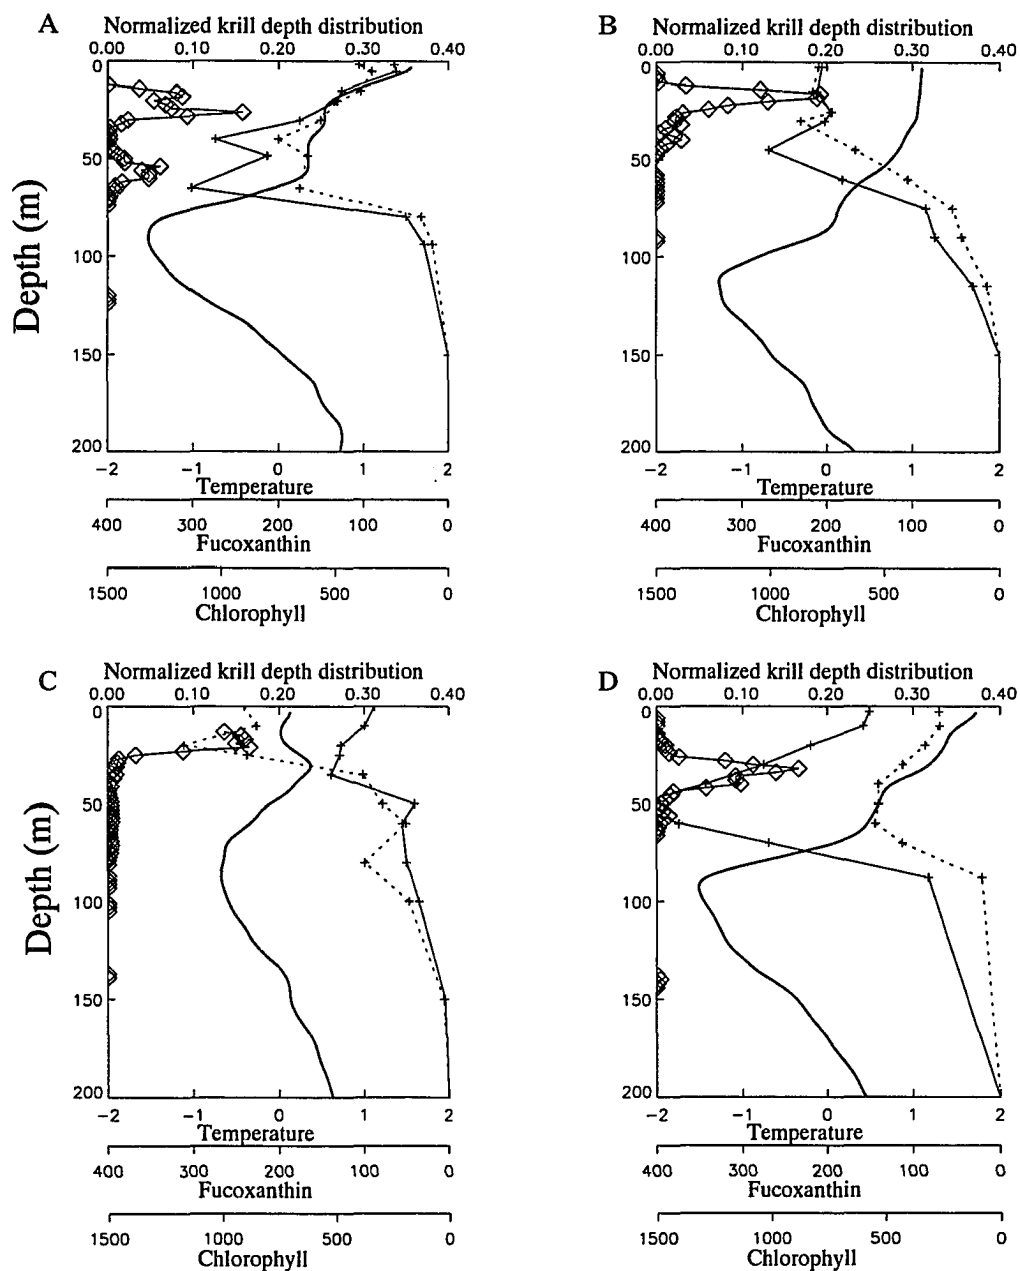 A
Normalized krill depth distribution
0.00 0.10 0.20 0.30 0.40
0
50
100
150
200
Depth (m)
−2 −1 0 1 2
Temperature
400 300 200 100 0
Fucoxanthin
1500 1000 500 0
Chlorophyll
B
Normalized krill depth distribution
0.00 0.10 0.20 0.30 0.40
0
50
100
150
200
−2 −1 0 1 2
Temperature
400 300 200 100 0
Fucoxanthin
1500 1000 500 0
Chlorophyll
C
Normalized krill depth distribution
0.00 0.10 0.20 0.30 0.40
0
50
100
150
200
Depth (m)
−2 −1 0 1 2
Temperature
400 300 200 100 0
Fucoxanthin
1500 1000 500 0
Chlorophyll
D
Normalized krill depth distribution
0.00 0.10 0.20 0.30 0.40
0
50
100
150
200
−2 −1 0 1 2
Temperature
400 300 200 100 0
Fucoxanthin
1500 1000 500 0
Chlorophyll